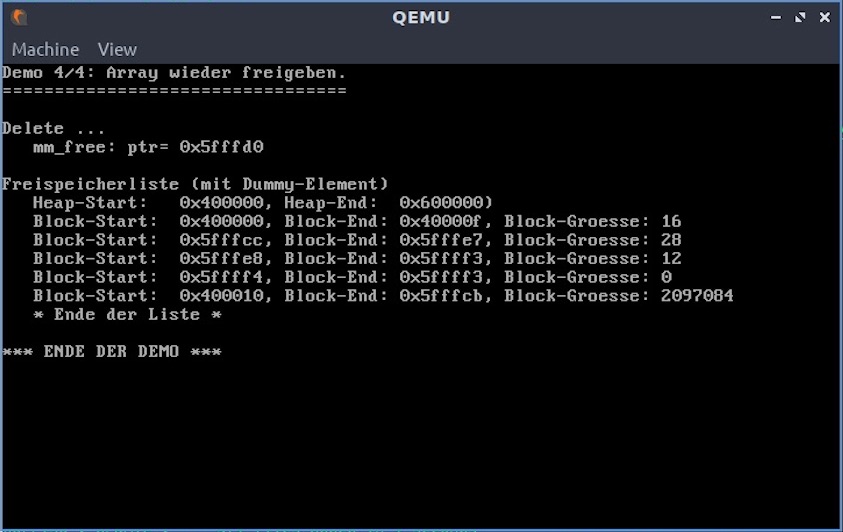 QEMU
Machine View
Demo 4/4: Array wieder freigeben.
=================================
Delete ...
mm_free: ptr= 0x5fffd0
Freispeicherliste (mit Dummy-Element)
Heap-Start: 0x400000, Heap-End: 0x600000)
Block-Start: 0x400000, Block-End: 0x40000f, Block-Groesse: 16
Block-Start: 0x5fffcc, Block-End: 0x5fffe7, Block-Groesse: 28
Block-Start: 0x5fffe8, Block-End: 0x5ffff3, Block-Groesse: 12
Block-Start: 0x5ffff4, Block-End: 0x5ffff3, Block-Groesse: 0
Block-Start: 0x400010, Block-End: 0x5fffcb, Block-Groesse: 2097084
* Ende der Liste *
*** ENDE DER DEMO ***